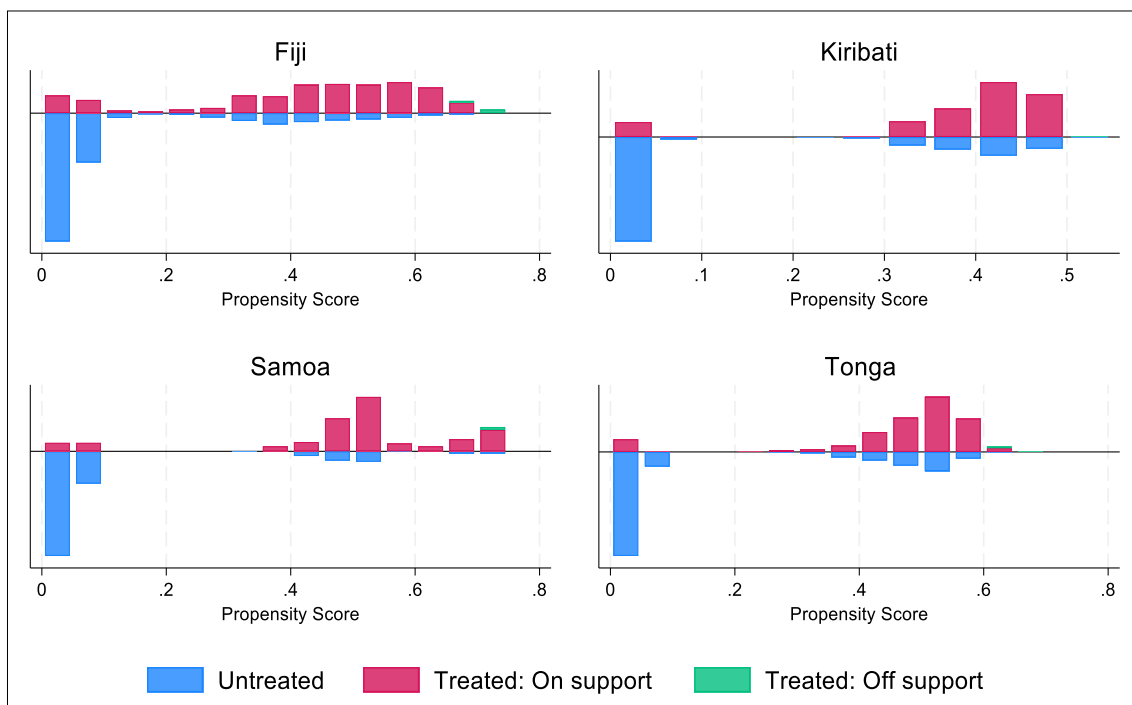 Fiji
0 .2 .4 .6 .8
Propensity Score
Kiribati
0 .1 .2 .3 .4 .5
Propensity Score
Samoa
0 .2 .4 .6 .8
Propensity Score
Tonga
0 .2 .4 .6 .8
Propensity Score
Untreated Treated: On support Treated: Off support